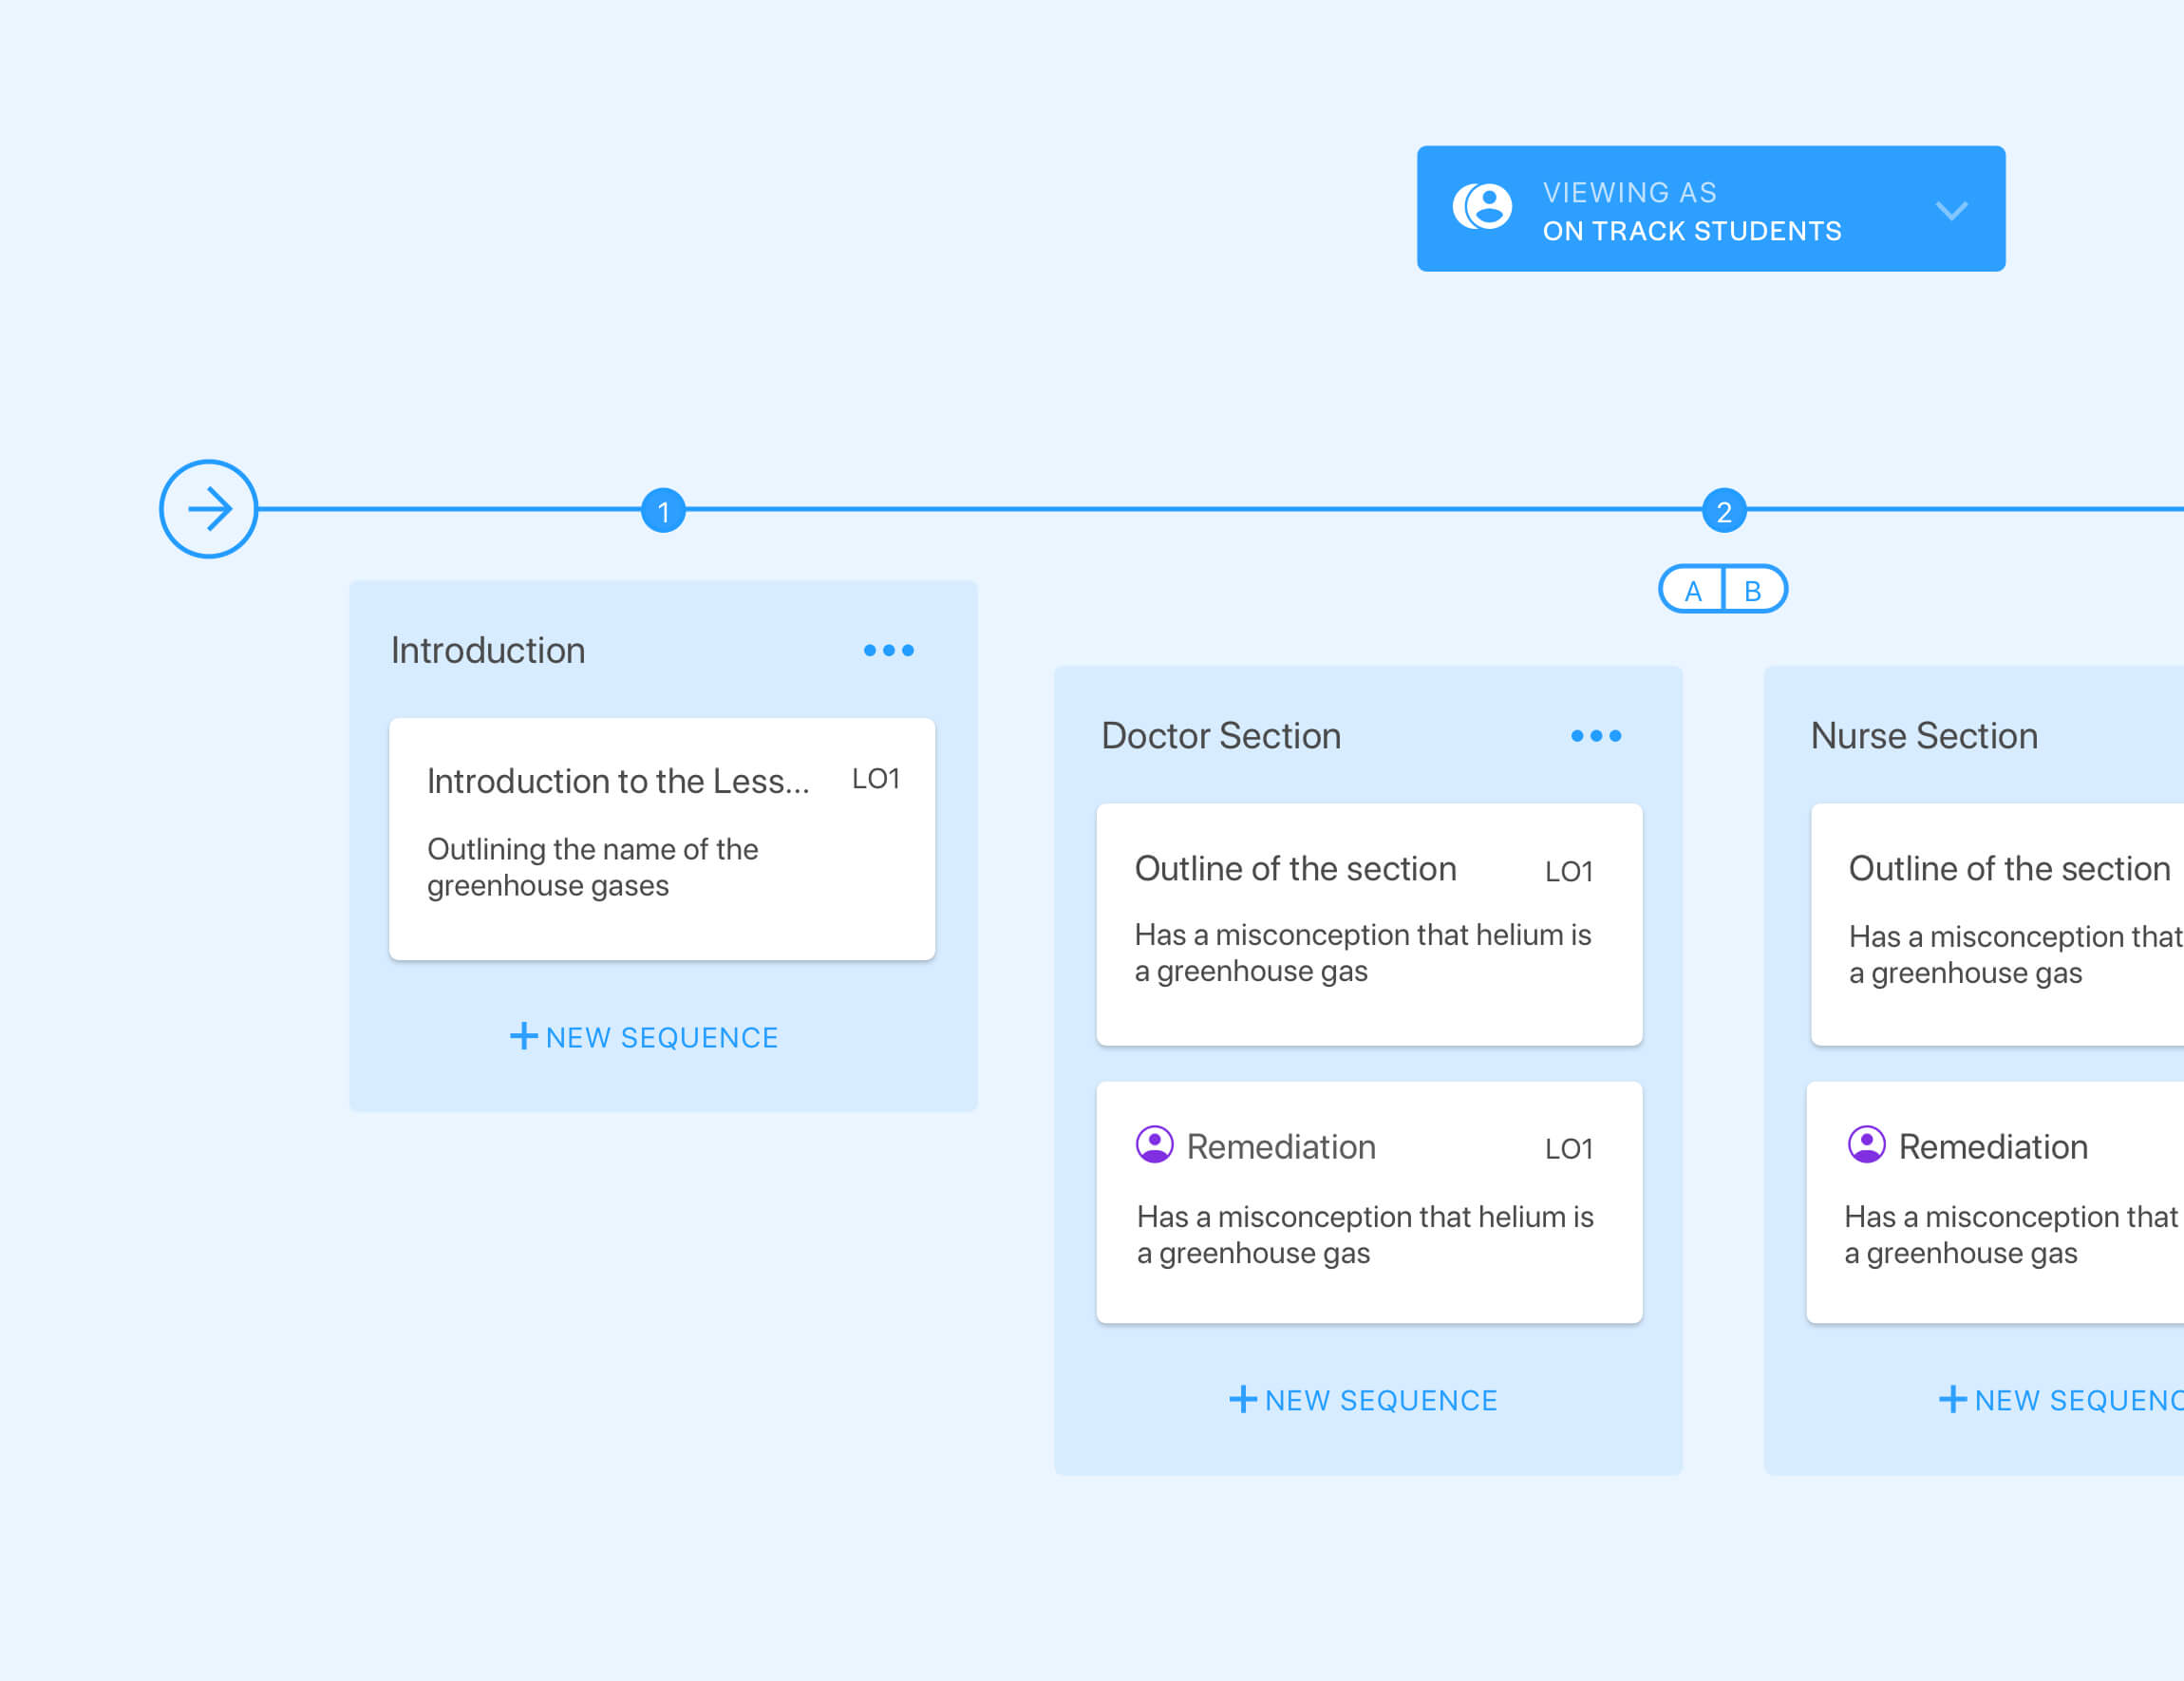 VIEWING AS
ON TRACK STUDENTS
1
2
A B
Introduction
Introduction to the Less... LO1
Outlining the name of the
greenhouse gases
NEW SEQUENCE
Doctor Section
Outline of the section LO1
Has a misconception that helium is
a greenhouse gas
Remediation LO1
Has a misconception that helium is
a greenhouse gas
NEW SEQUENCE
Nurse Section
Outline of the section
Has a misconception that
a greenhouse gas
Remediation
Has a misconception that
a greenhouse gas
NEW